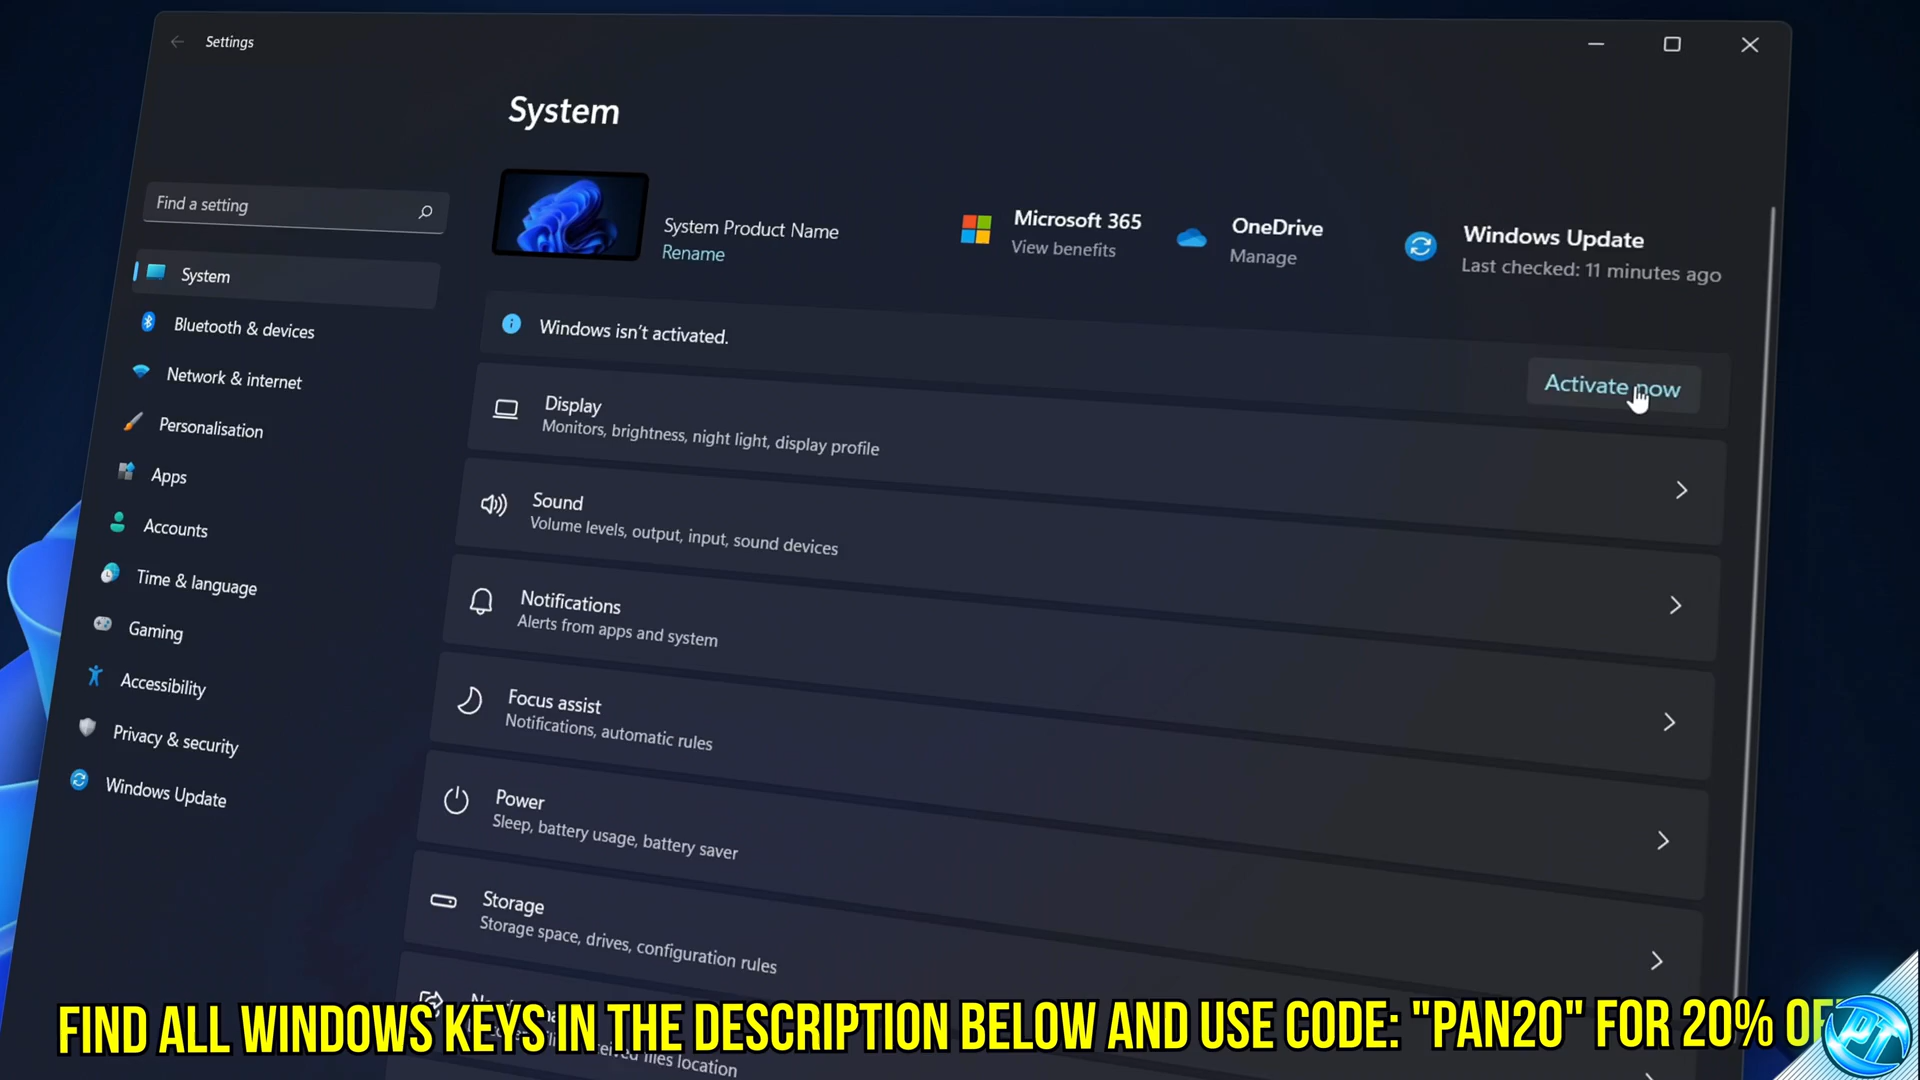 Settings
System
Find a setting
System Product Name
Rename
Microsoft 365
View benefits
OneDrive
Manage
Windows Update
Last checked: 11 minutes ago
System
Bluetooth & devices
Network & internet
Personalisation
Apps
Accounts
Time & language
Gaming
Accessibility
Privacy & security
Windows Update
Windows isn't activated.
Activate now
Display
Monitors, brightness, night light, display profile
Sound
Volume levels, output, input, sound devices
Notifications
Alerts from apps and system
Focus assist
Notifications, automatic rules
Power
Sleep, battery usage, battery saver
Storage
Storage space, drives, configuration rules
files location
FIND ALL WINDOWS KEYS IN THE DESCRIPTION BELOW AND USE CODE: "PAN20" FOR 20%